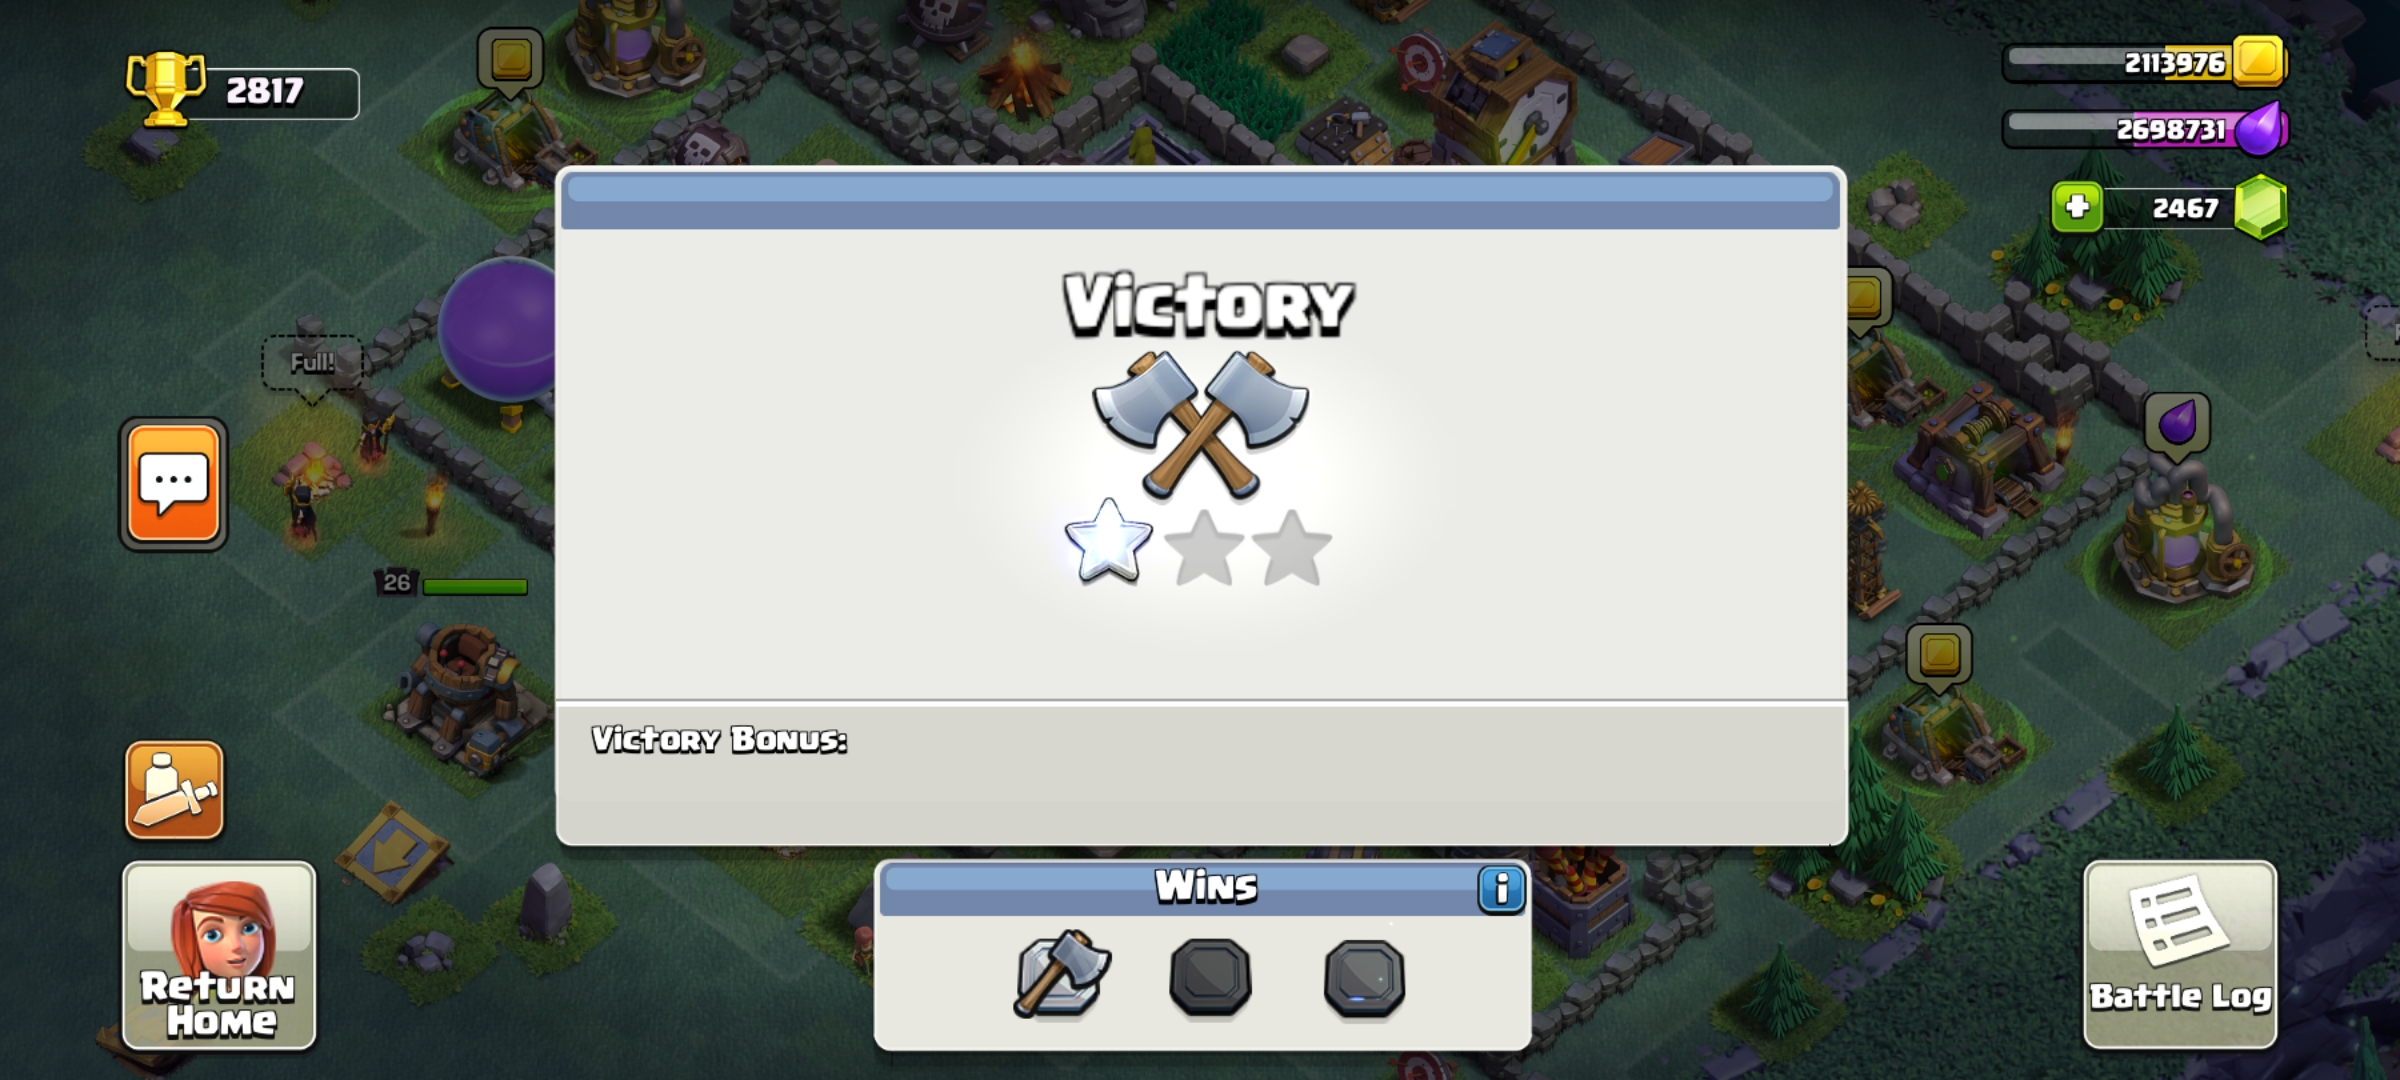 2817
2113976
2698731
2467
Victory
Full!
26
Victory Bonus:
Wins
i
Return
Home
Battle Log